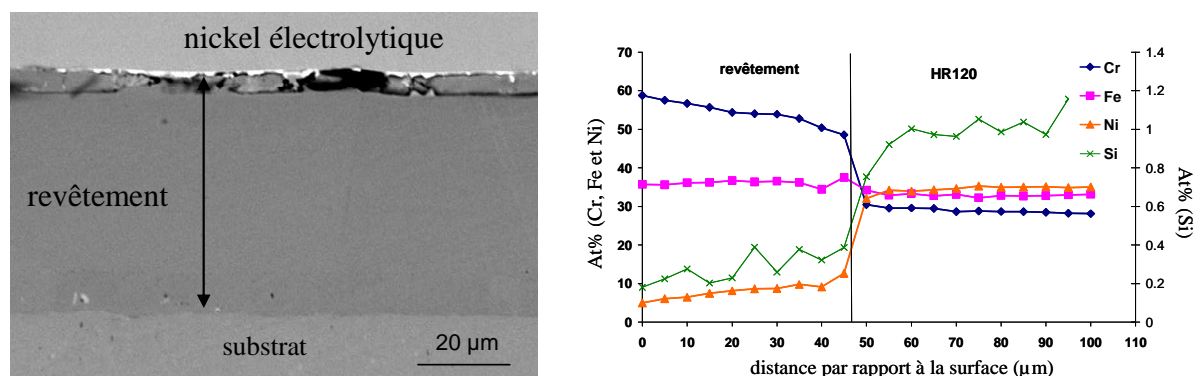 nickel électrolytique
revêtement
substrat
20 µm
revêtement
HR120
Cr
Fe
Ni
Si
At% (Cr, Fe et Ni)
70
60
50
40
30
20
10
0
0 10 20 30 40 50 60 70 80 90 100 110
distance par rapport à la surface (µm)
1.4
1.2
1
0.8
0.6
0.4
0.2
0
At% (Si)